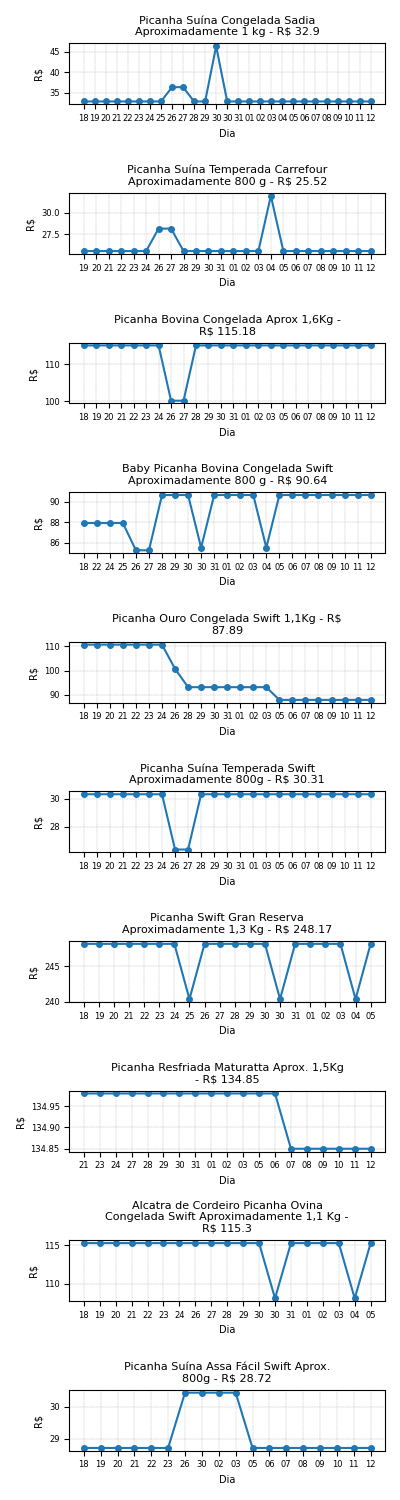 Picanha Suína Congelada Sadia
Aproximadamente 1 kg - R$ 32.9
45
40
35
R$
18 19 20 21 22 23 24 25 26 27 28 29 30 30 31 01 02 03 04 05 06 07 08 09 10 11 12
Dia
Picanha Suína Temperada Carrefour
Aproximadamente 800 g - R$ 25.52
30.0
27.5
R$
19 20 21 22 23 24 26 27 28 29 30 31 01 02 03 04 05 06 07 08 09 10 11 12
Dia
Picanha Bovina Congelada Aprox 1,6Kg -
R$ 115.18
110
100
R$
18 19 20 21 22 23 24 26 27 28 29 30 31 01 02 03 05 06 07 08 09 10 11 12
Dia
Baby Picanha Bovina Congelada Swift
Aproximadamente 800 g - R$ 90.64
90
88
86
R$
18 22 24 25 26 27 28 29 30 30 31 01 02 03 04 05 06 07 08 09 10 11 12
Dia
Picanha Ouro Congelada Swift 1,1Kg - R$
87.89
110
100
90
R$
18 19 20 21 22 23 24 26 28 29 30 31 01 02 03 05 06 07 08 09 10 11 12
Dia
Picanha Suína Temperada Swift
Aproximadamente 800g - R$ 30.31
30
28
R$
18 19 20 21 22 23 24 26 27 28 29 30 31 01 03 05 06 07 08 09 10 11 12
Dia
Picanha Swift Gran Reserva
Aproximadamente 1,3 Kg - R$ 248.17
245
240
R$
18 19 20 21 22 23 24 25 26 27 28 29 30 30 31 01 02 03 04 05
Dia
Picanha Resfriada Maturatta Aprox. 1,5Kg
- R$ 134.85
134.95
134.90
134.85
R$
21 23 24 27 28 29 30 31 01 02 03 05 06 07 08 09 10 11 12
Dia
Alcatra de Cordeiro Picanha Ovina
Congelada Swift Aproximadamente 1,1 Kg -
R$ 115.3
115
110
R$
18 19 20 21 22 23 24 26 27 28 29 30 30 31 01 02 03 04 05
Dia
Picanha Suína Assa Fácil Swift Aprox.
800g - R$ 28.72
30
29
R$
18 19 20 21 22 23 26 30 02 03 05 06 07 08 09 10 11 12
Dia